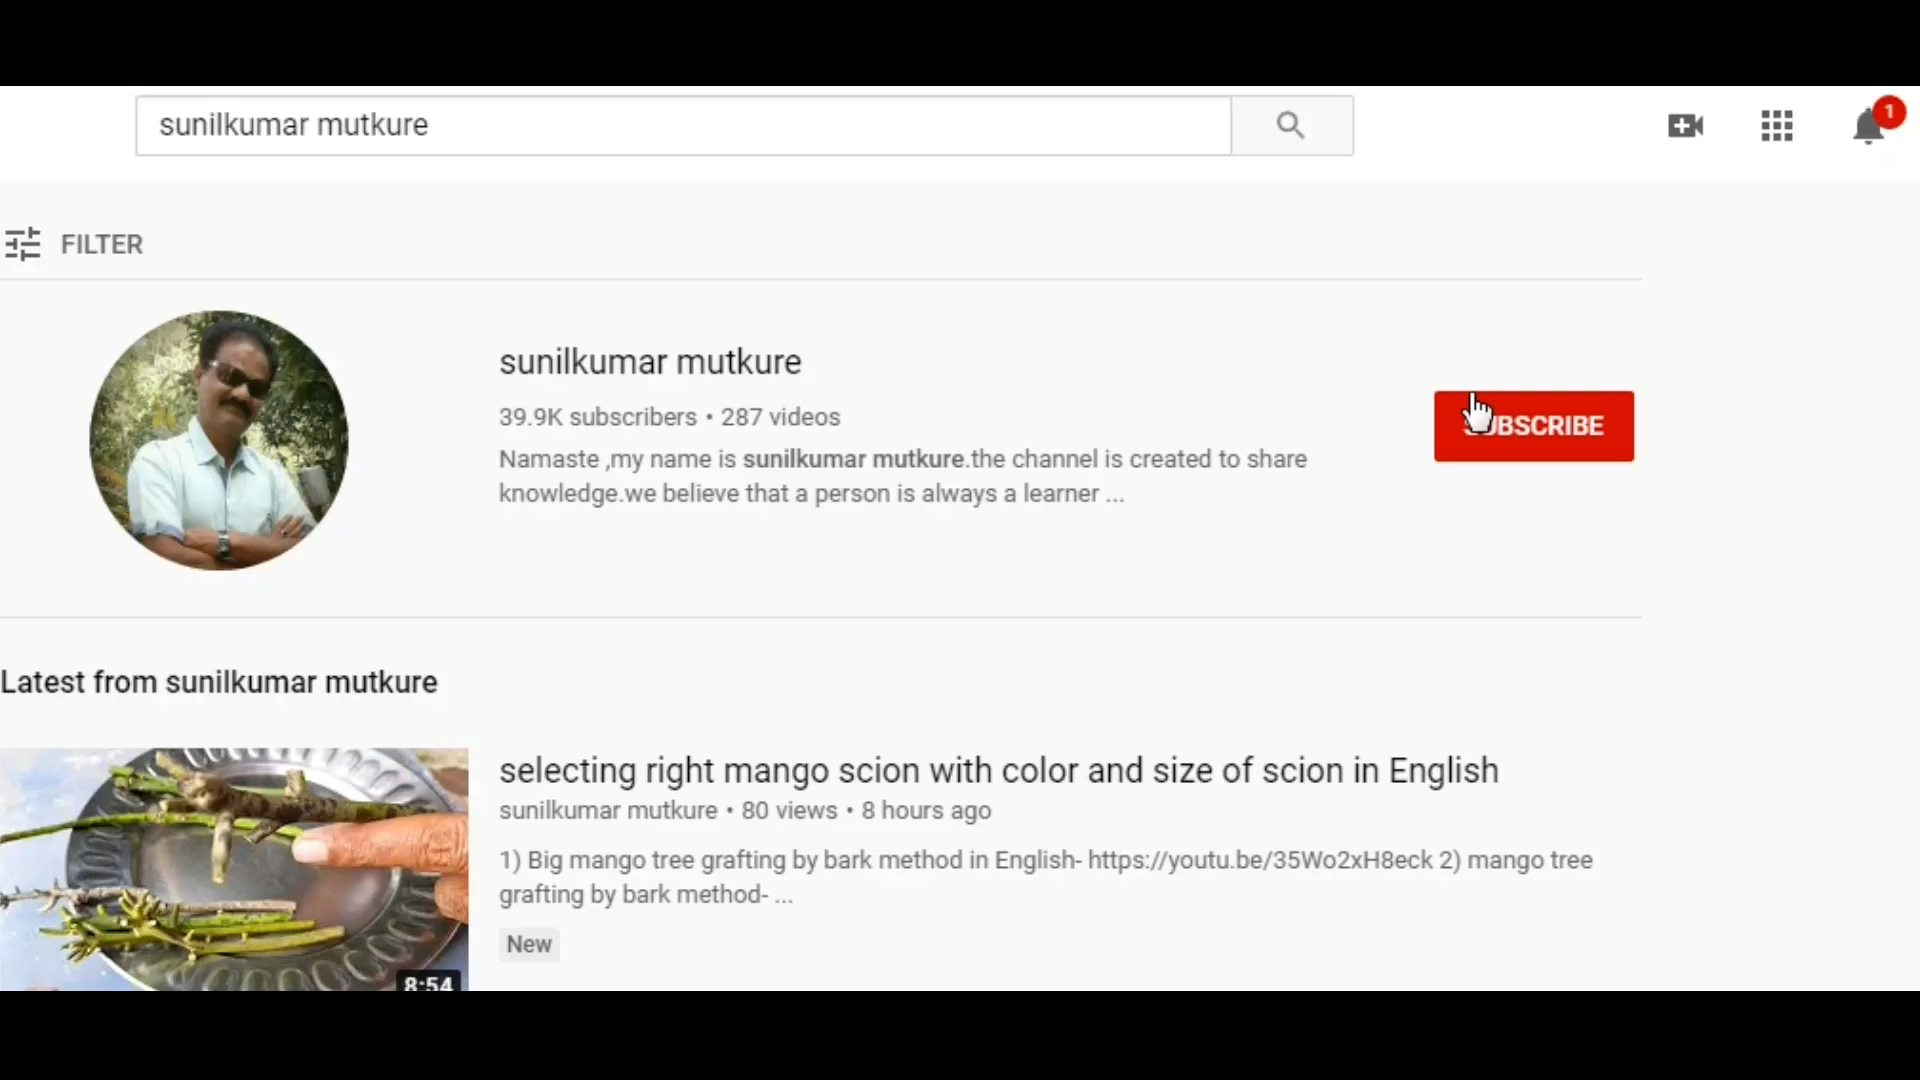 sunilkumar mutkure
1
FILTER
sunilkumar mutkure
39.9K subscribers • 287 videos
Namaste ,my name is sunilkumar mutkure.the channel is created to share
knowledge.we believe that a person is always a learner ...
SUBSCRIBE
Latest from sunilkumar mutkure
selecting right mango scion with color and size of scion in English
sunilkumar mutkure • 80 views • 8 hours ago
1) Big mango tree grafting by bark method in English- https://youtu.be/35Wo2xH8eck 2) mango tree
grafting by bark method- ...
New
8:54